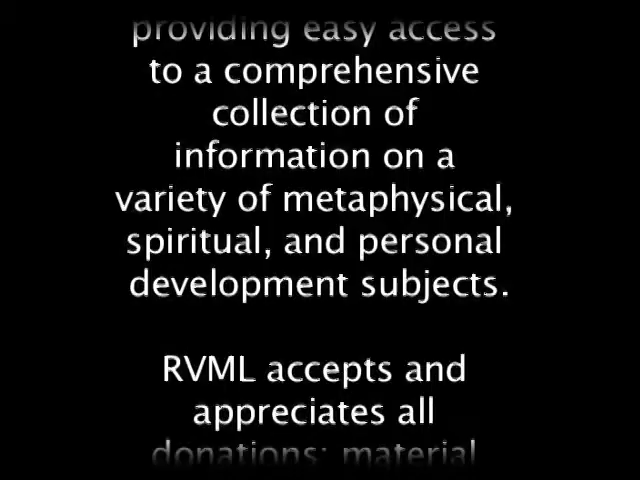 providing easy access
to a comprehensive
collection of
information on a
variety of metaphysical,
spiritual, and personal
development subjects.
RVML accepts and
appreciates all
donations: material